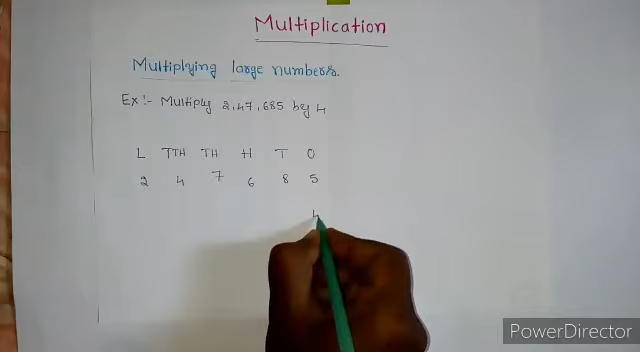 Multiplication
Multiplying large numbers.
Ex:- Multiply 2,47,685 by 4
L TTH TH H T O
2 4 7 6 8 5
4
PowerDirector